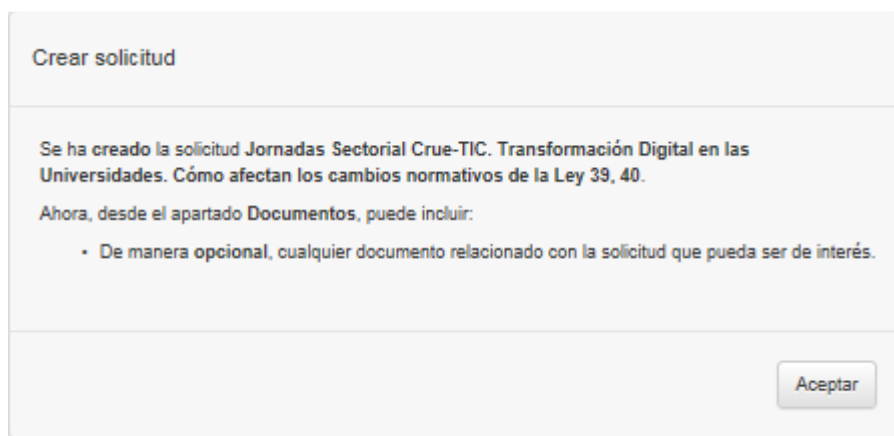 Crear solicitud
Se ha creado la solicitud Jornadas Sectorial Crue-TIC. Transformación Digital en las
Universidades. Cómo afectan los cambios normativos de la Ley 39, 40.
Ahora, desde el apartado Documentos, puede incluir:
• De manera opcional, cualquier documento relacionado con la solicitud que pueda ser de interés.
Aceptar